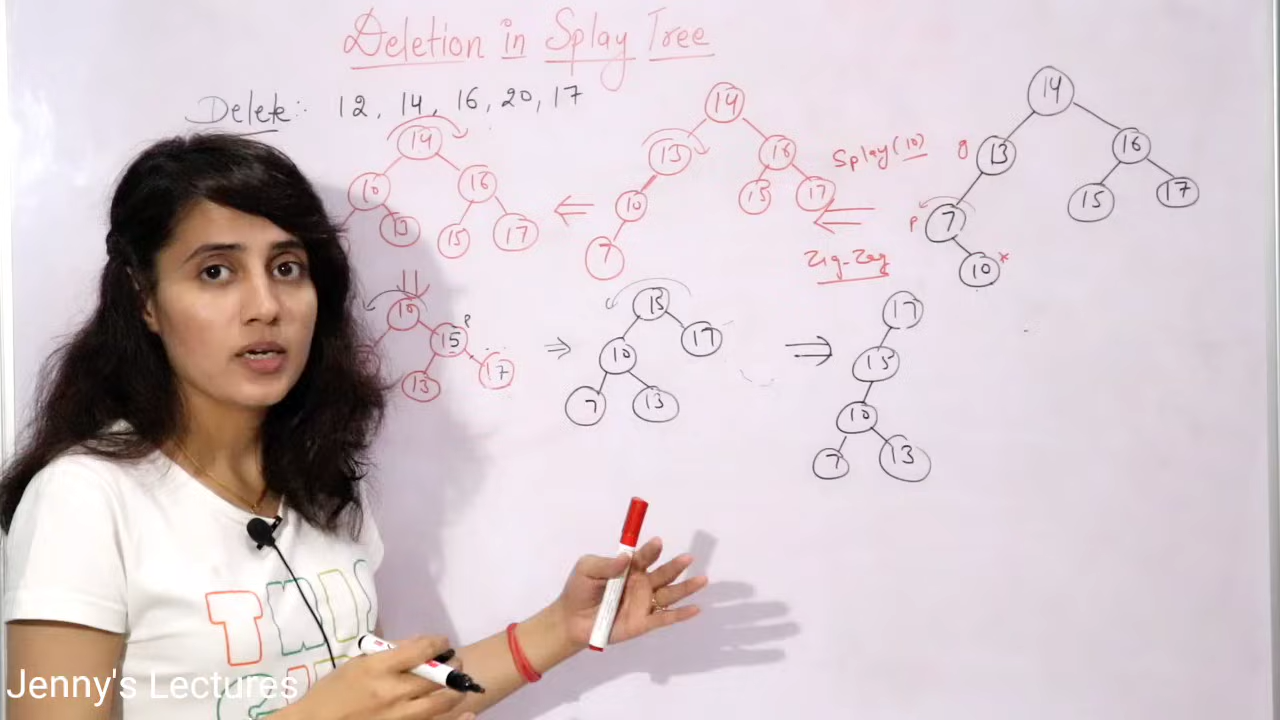 Deletion in Splay Tree
Delete:- 12, 14, 16, 20, 17
14
13 16
7 15 17
10
g
p
x
Splay(10)
Zig-Zag
14
13 16
10 15 17
7
14
10 16
13 15 17
10
15
13 17
P
15
10 17
7 13
17
15
10
7 13
Jenny's Lectures